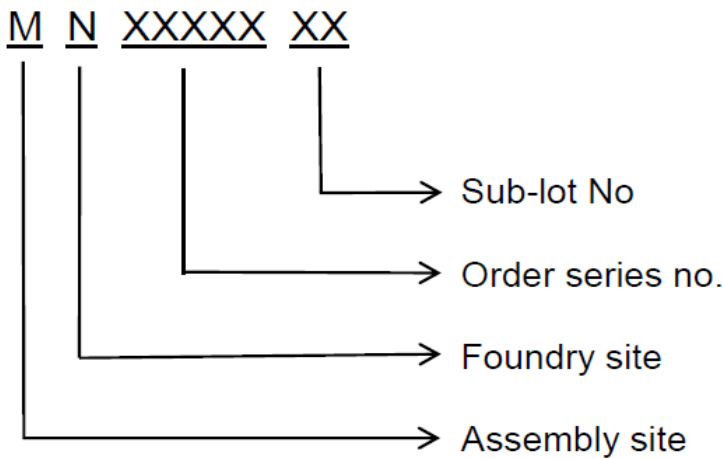 M N XXXXX XX
Sub-lot No
Order series no.
Foundry site
Assembly site